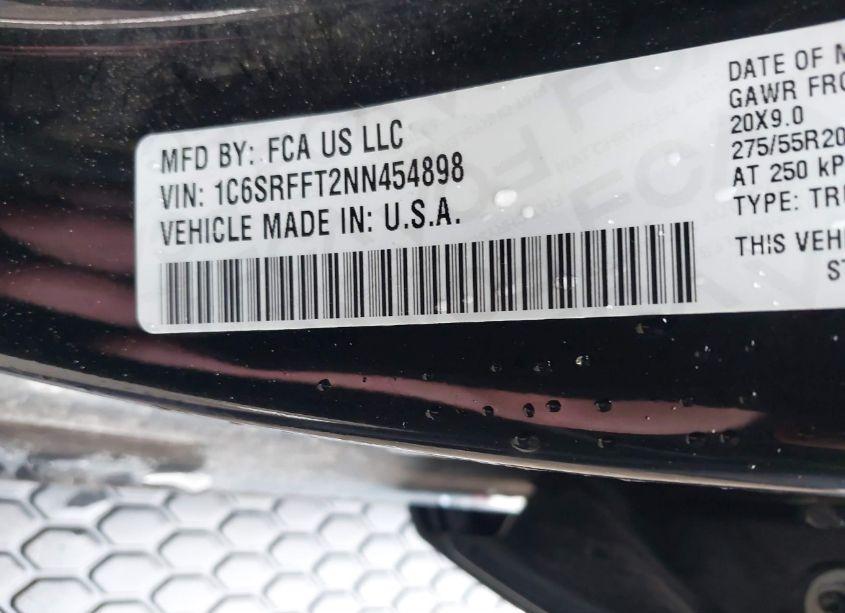 MFD BY: FCA US LLC
VIN: 1C6SRFFT2NN454898
VEHICLE MADE IN: U.S.A.
DATE OF M
GAWR FRO
20X9.0
275/55R20
AT 250 kP
TYPE: TR
THIS VEH
ST